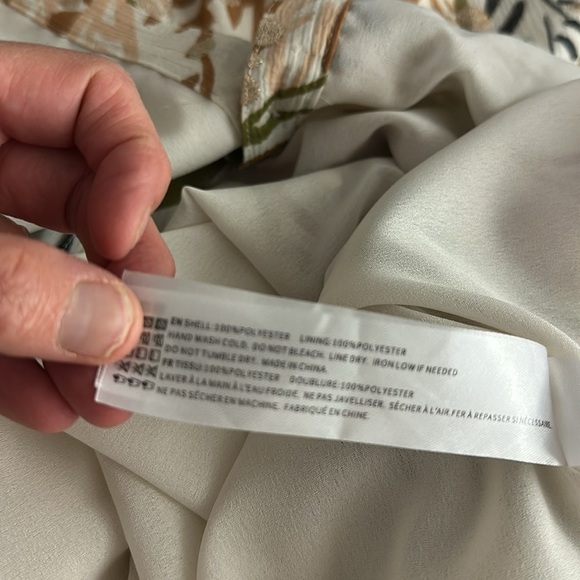 EN SHELL:100%POLYESTER LINING:100%POLYESTER
HAND WASH COLD. DO NOT BLEACH. LINE DRY. IRON LOW IF NEEDED
DO NOT TUMBLE DRY. MADE IN CHINA.
FR TISSU:100%POLYESTER DOUBLURE:100%POLYESTER
LAVER À LA MAIN À L'EAU FROIDE. NE PAS JAVELLISER. SÉCHER À L'AIR.FER À REPASSER SI NÉCESSAIRE.
NE PAS SÉCHER EN MACHINE. FABRIQUÉ EN CHINE.